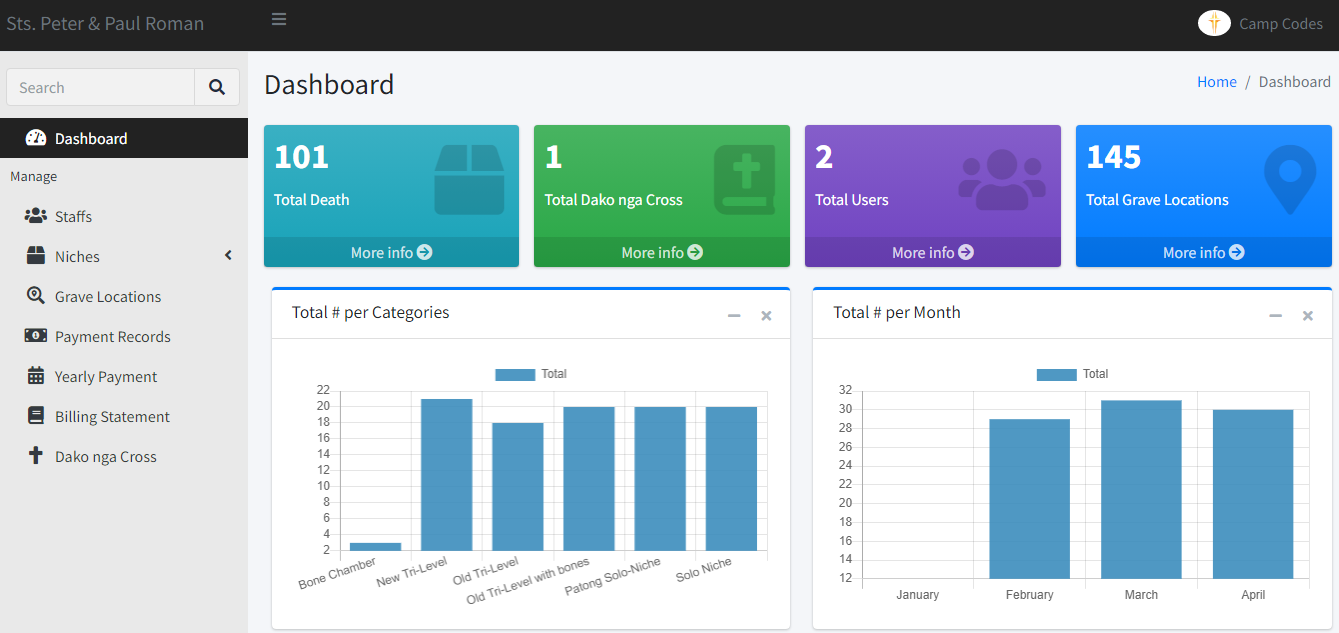 Sts. Peter & Paul Roman
Camp Codes
Search
Dashboard
Manage
Staffs
Niches
Grave Locations
Payment Records
Yearly Payment
Billing Statement
Dako nga Cross
Dashboard
Home / Dashboard
101
Total Death
More info
1
Total Dako nga Cross
More info
2
Total Users
More info
145
Total Grave Locations
More info
Total # per Categories
Total
22
20
18
16
14
12
10
8
6
4
2
Bone Chamber
New Tri-Level
Old Tri-Level
Old Tri-Level with bones
Patong Solo-Niche
Solo Niche
Total # per Month
Total
32
30
28
26
24
22
20
18
16
14
12
January
February
March
April